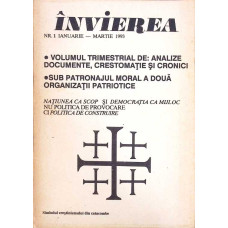 ÎNVIEREA
NR. 1 IANUARIE — MARTIE 1993
● VOLUMUL TRIMESTRIAL DE: ANALIZE
DOCUMENTE, CRESTOMAȚIE ȘI CRONICI
●SUB PATRONAJUL MORAL A DOUĂ
ORGANIZAȚII PATRIOTICE
NAȚIUNEA CA SCOP ȘI DEMOCRAȚIA CA MIJLOC
NU POLITICA DE PROVOCARE
CI POLITICA DE CONSTRUIRE